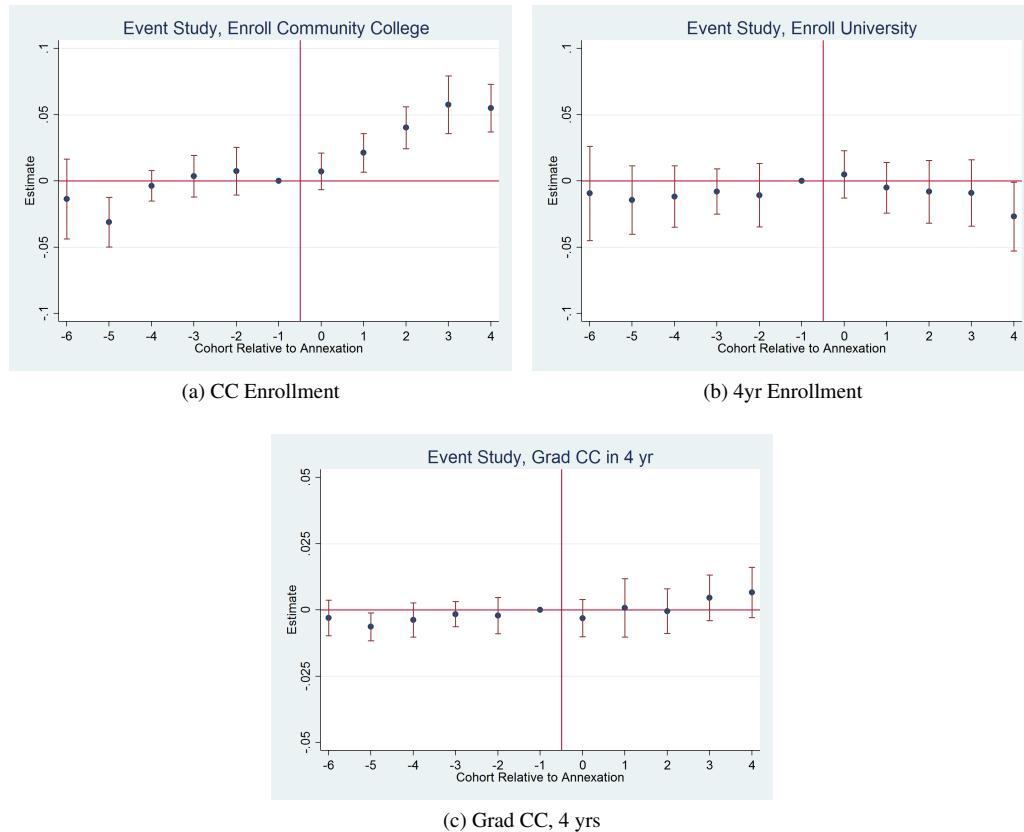 Event Study, Enroll Community College
Estimate
.1
.05
0
-.05
-.1
-6 -5 -4 -3 -2 -1 0 1 2 3 4
Cohort Relative to Annexation
(a) CC Enrollment
Event Study, Enroll University
Estimate
.1
.05
0
-.05
-.1
-6 -5 -4 -3 -2 -1 0 1 2 3 4
Cohort Relative to Annexation
(b) 4yr Enrollment
Event Study, Grad CC in 4 yr
Estimate
.05
.025
0
-.025
-.05
-6 -5 -4 -3 -2 -1 0 1 2 3 4
Cohort Relative to Annexation
(c) Grad CC, 4 yrs